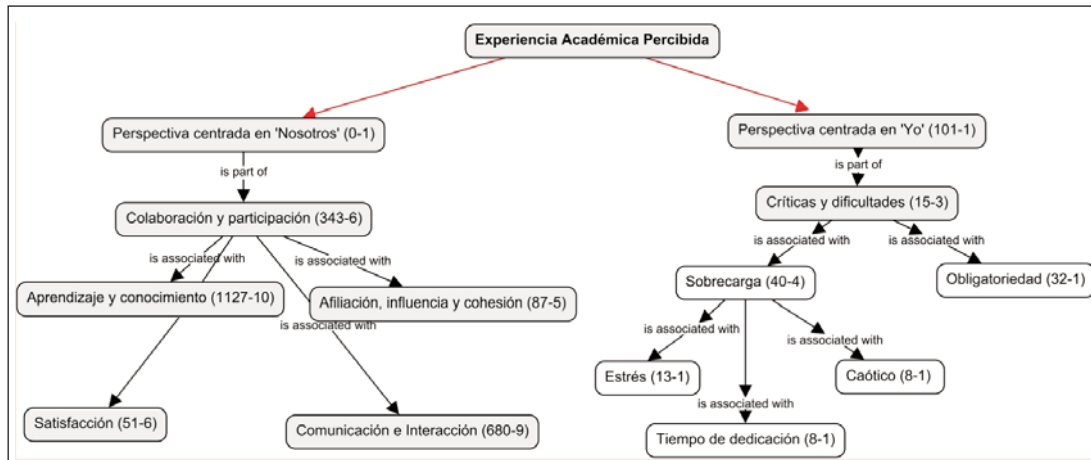 Experiencia Académica Percibida
Perspectiva centrada en 'Nosotros' (0-1)
Perspectiva centrada en 'Yo' (101-1)
is part of
is part of
Colaboración y participación (343-6)
Críticas y dificultades (15-3)
is associated with
is associated with
is associated with
is associated with
Aprendizaje y conocimiento (1127-10)
Afiliación, influencia y cohesión (87-5)
Sobrecarga (40-4)
Obligatoriedad (32-1)
is associated with
is associated with
is associated with
Estrés (13-1)
Caótico (8-1)
is associated with
Satisfacción (51-6)
Comunicación e Interacción (680-9)
Tiempo de dedicación (8-1)